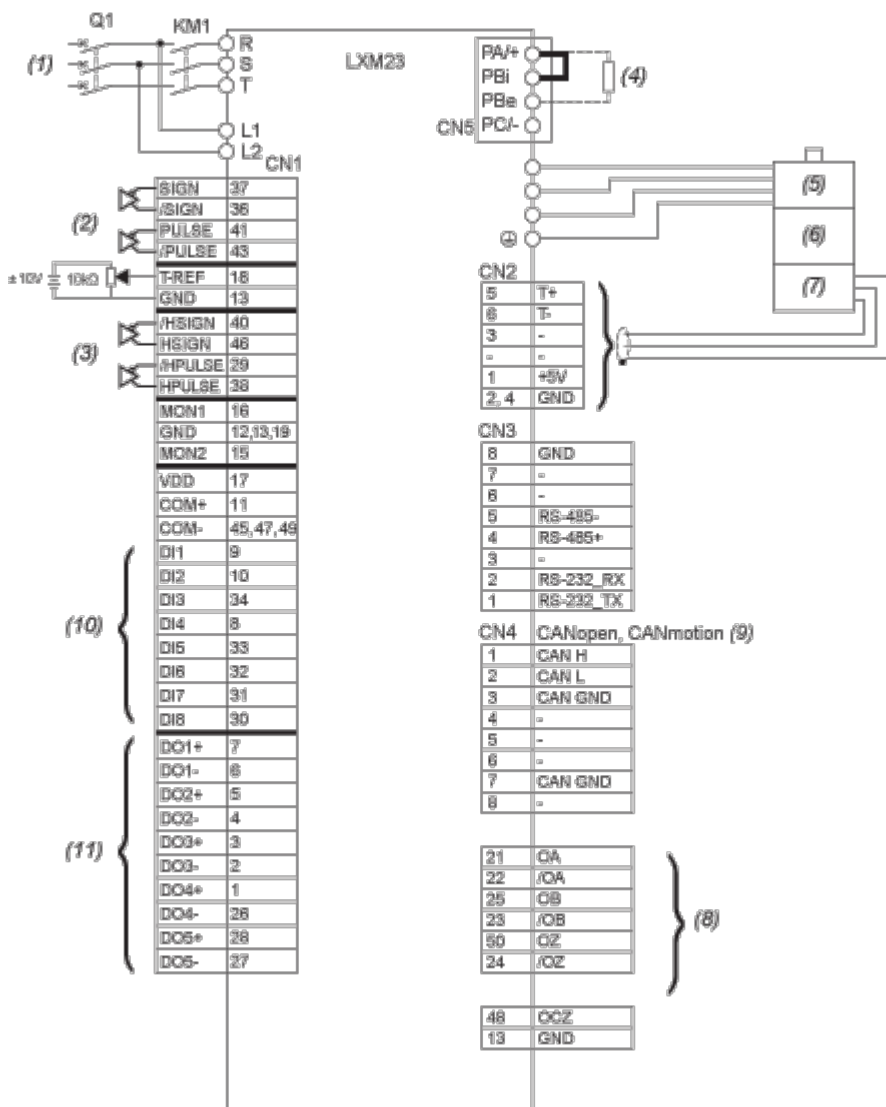 Q1
KM1
(1)
R
S
T
L1
L2
LXM23
PA/+
PBi
PBe
PC/-
CN5
(4)
CN1
SIGN 37
/SIGN 36
PULSE 41
/PULSE 43
(2)
±10V
10kΩ
T-REF 18
GND 13
(3)
/HSIGN 40
HSIGN 46
/HPULSE 29
HPULSE 38
MON1 16
GND 12,13,19
MON2 15
VDD 17
COM+ 11
COM- 45,47,49
(10)
DI1 9
DI2 10
DI3 34
DI4 8
DI5 33
DI6 32
DI7 31
DI8 30
(11)
DO1+ 7
DO1- 6
DO2+ 5
DO2- 4
DO3+ 3
DO3- 2
DO4+ 1
DO4- 26
DO5+ 28
DO5- 27
(5)
(6)
(7)
CN2
5 T+
6 T-
3 -
- -
1 +5V
2, 4 GND
CN3
8 GND
7 -
6 -
5 RS-485-
4 RS-485+
3 -
2 RS-232_RX
1 RS-232_TX
CN4 CANopen, CANmotion (9)
1 CAN H
2 CAN L
3 CAN GND
4 -
5 -
6 -
7 CAN GND
8 -
21 OA
22 /OA
25 OB
23 /OB
50 OZ
24 /OZ
(8)
48 OCZ
13 GND